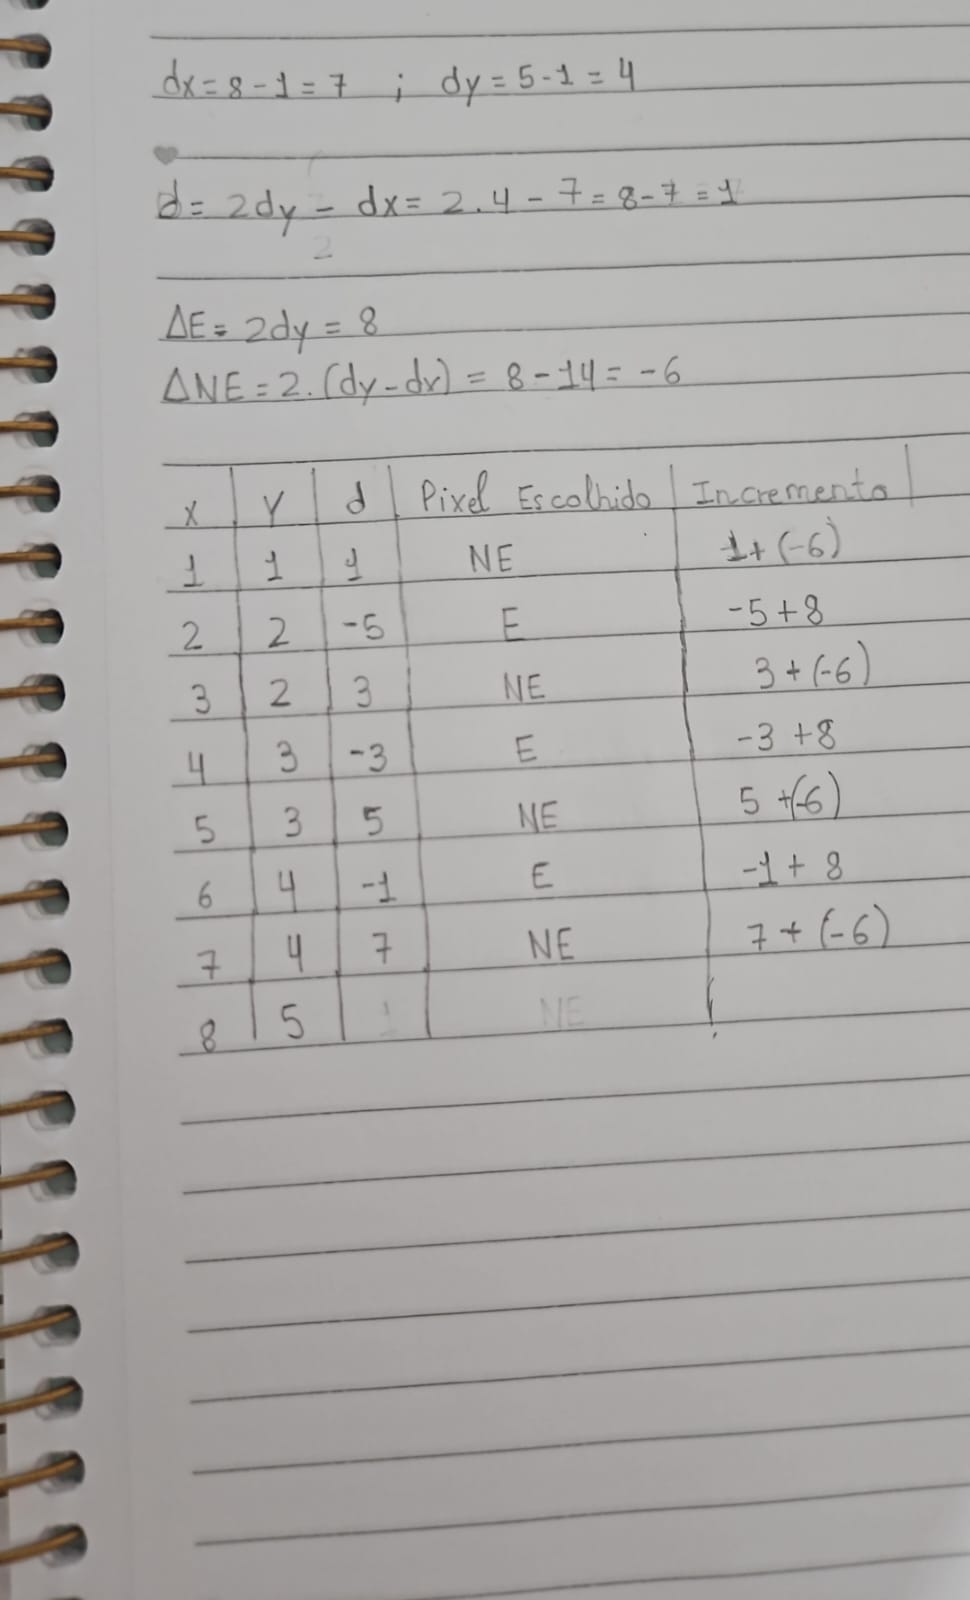 dx = 8 - 1 = 7 ; dy = 5 - 1 = 4
d = 2dy - dx = 2.4 - 7 = 8 - 7 = 1
2
ΔE = 2dy = 8
ΔNE = 2.(dy - dx) = 8 - 14 = -6
x Y d Pixel Escolhido Incremento
1 1 1 NE 1 + (-6)
2 2 -5 E -5 + 8
3 2 3 NE 3 + (-6)
4 3 -3 E -3 + 8
5 3 5 NE 5 + (-6)
6 4 -1 E -1 + 8
7 4 7 NE 7 + (-6)
8 5 1 NE